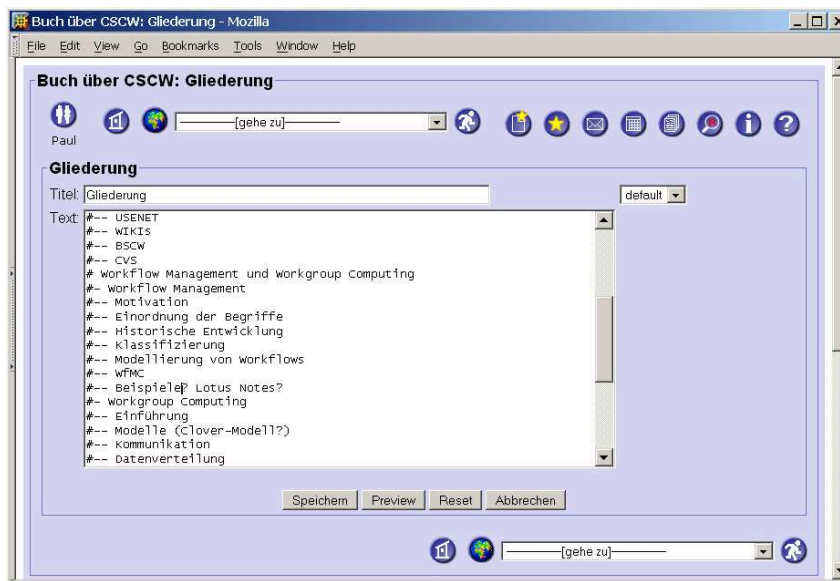 Buch über CSCW: Gliederung - Mozilla
File Edit View Go Bookmarks Tools Window Help
Buch über CSCW: Gliederung
[gehe zu]
Paul
Gliederung
Titel: Gliederung default
Text: #-- USENET
#-- WIKIs
#-- BSCW
#-- CVS
# Workflow Management und Workgroup Computing
#- Workflow Management
#-- Motivation
#-- Einordnung der Begriffe
#-- Historische Entwicklung
#-- Klassifizierung
#-- Modellierung von Workflows
#-- WfMC
#-- Beispiele? Lotus Notes?
#- Workgroup Computing
#-- Einführung
#-- Modelle (Clover-Modell?)
#-- Kommunikation
#-- Datenverteilung
Speichern Preview Reset Abbrechen
[gehe zu]